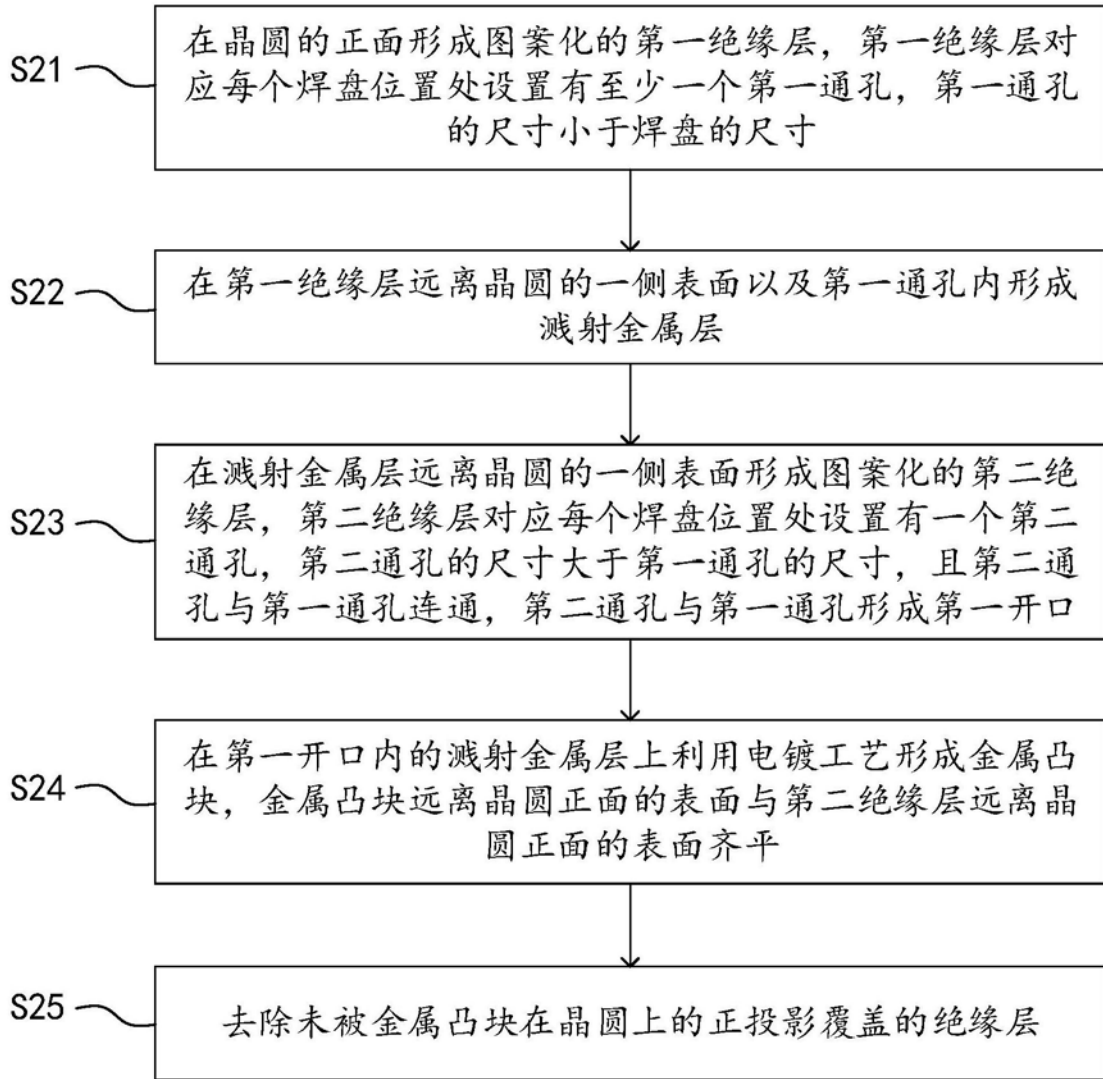 S21
在晶圆的正面形成图案化的第一绝缘层，第一绝缘层对
应每个焊盘位置处设置有至少一个第一通孔，第一通孔
的尺寸小于焊盘的尺寸
S22
在第一绝缘层远离晶圆的一侧表面以及第一通孔内形成
溅射金属层
S23
在溅射金属层远离晶圆的一侧表面形成图案化的第二绝
缘层，第二绝缘层对应每个焊盘位置处设置有一个第二
通孔，第二通孔的尺寸大于第一通孔的尺寸，且第二通
孔与第一通孔连通，第二通孔与第一通孔形成第一开口
S24
在第一开口内的溅射金属层上利用电镀工艺形成金属凸
块，金属凸块远离晶圆正面的表面与第二绝缘层远离晶
圆正面的表面齐平
S25
去除未被金属凸块在晶圆上的正投影覆盖的绝缘层